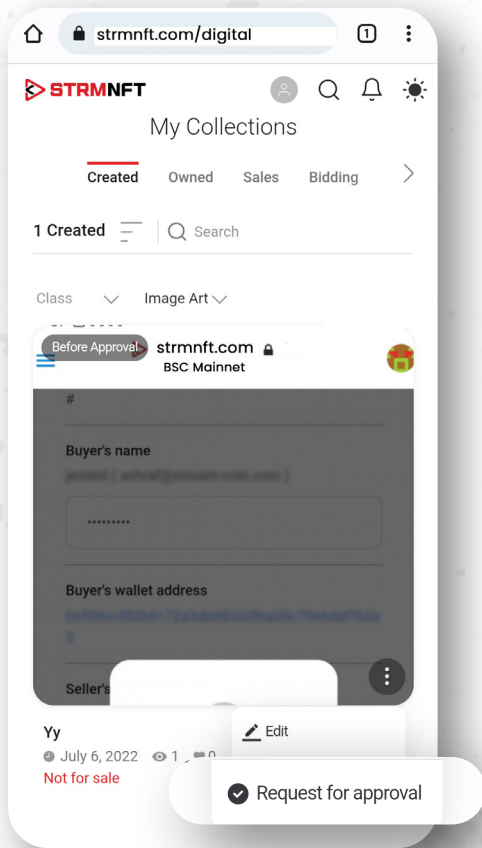 strmnft.com/digital
1
STRMNFT
My Collections
Created Owned Sales Bidding
1 Created Search
Class Image Art
Before Approval strmnft.com
BSC Mainnet
#
Buyer's name
•••••••••
Buyer's wallet address
Seller's
Yy
Edit
July 6, 2022 1 0
Not for sale
Request for approval